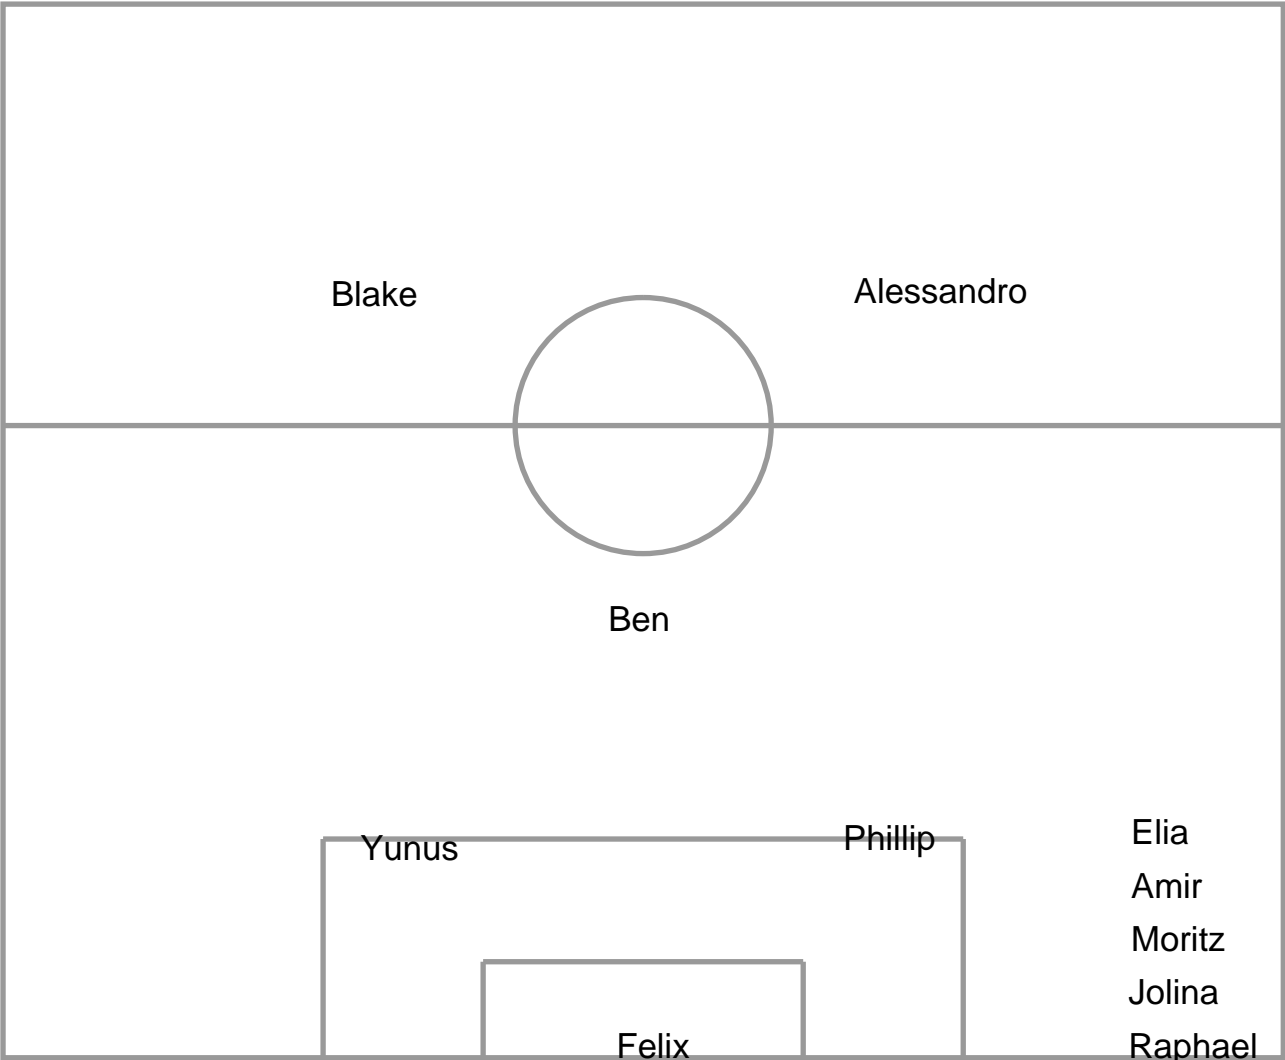 Blake
Alessandro
Ben
Yunus
Phillip
Elia
Amir
Moritz
Jolina
Felix
Raphael